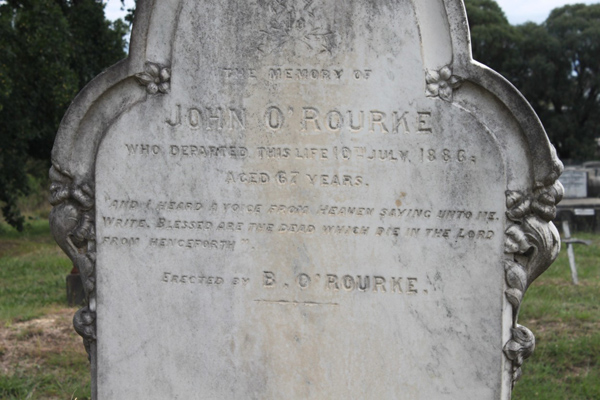 THE MEMORY OF
JOHN O'ROURKE
WHO DEPARTED THIS LIFE 10TH JULY, 1886.
AGED 67 YEARS.
"AND I HEARD A VOICE FROM HEAVEN SAYING UNTO ME.
WRITE, BLESSED ARE THE DEAD WHICH DIE IN THE LORD
FROM HENCEFORTH".
ERECTED BY B. O'ROURKE.